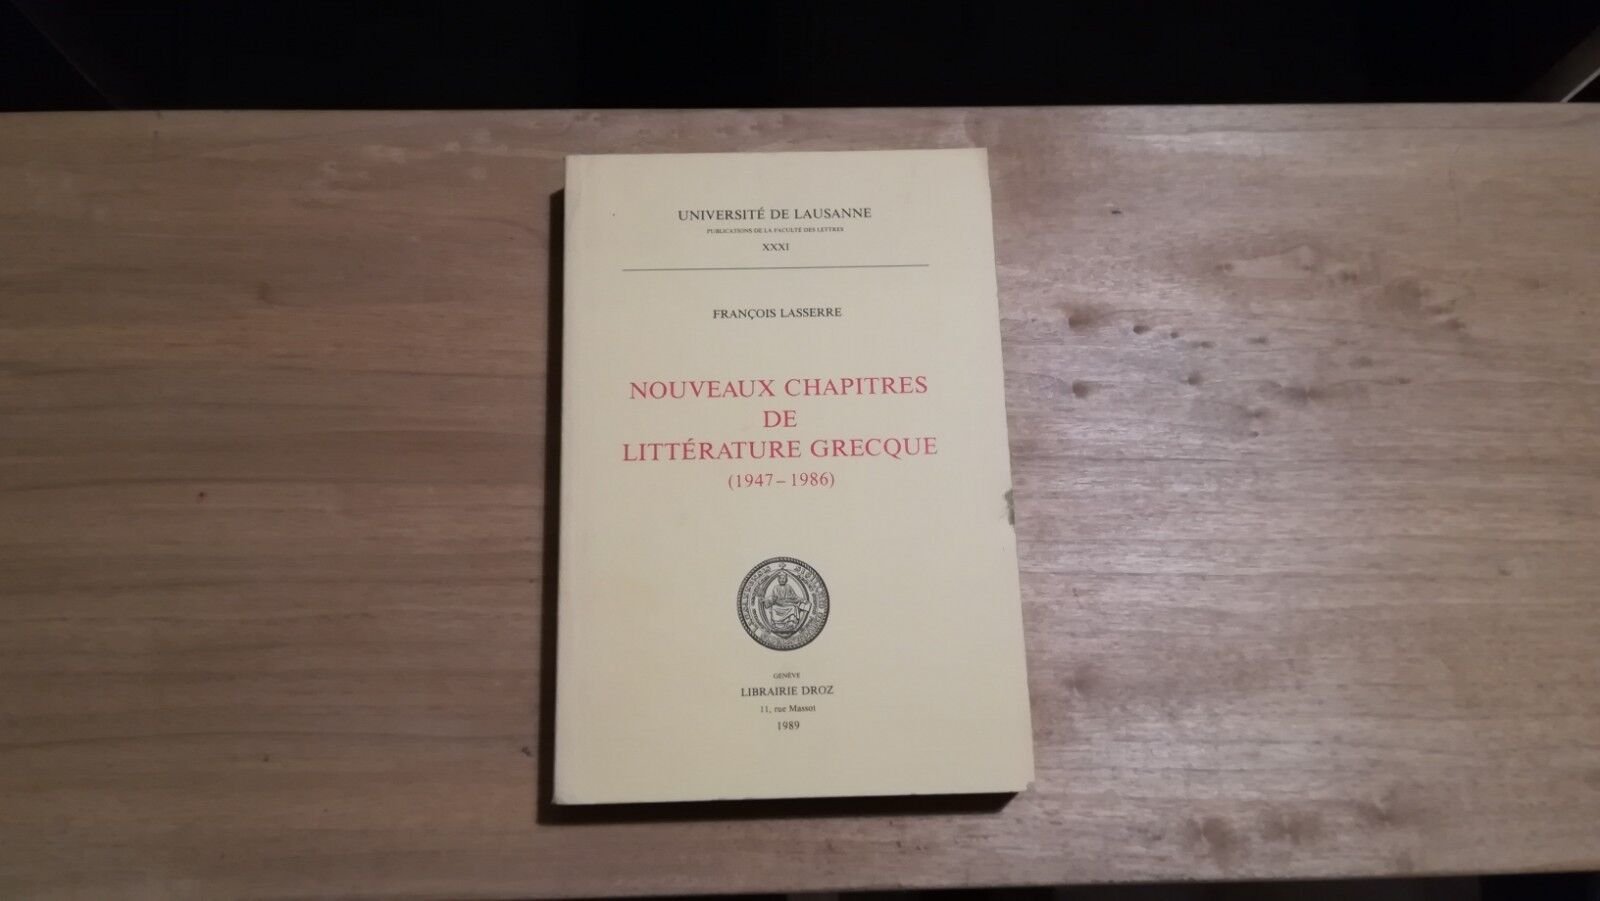 UNIVERSITÉ DE LAUSANNE
PUBLICATIONS DE LA FACULTÉ DES LETTRES
XXXI
FRANÇOIS LASSERRE
NOUVEAUX CHAPITRES
DE
LITTÉRATURE GRECQUE
(1947–1986)
GENÈVE
LIBRAIRIE DROZ
11, rue Massot
1989